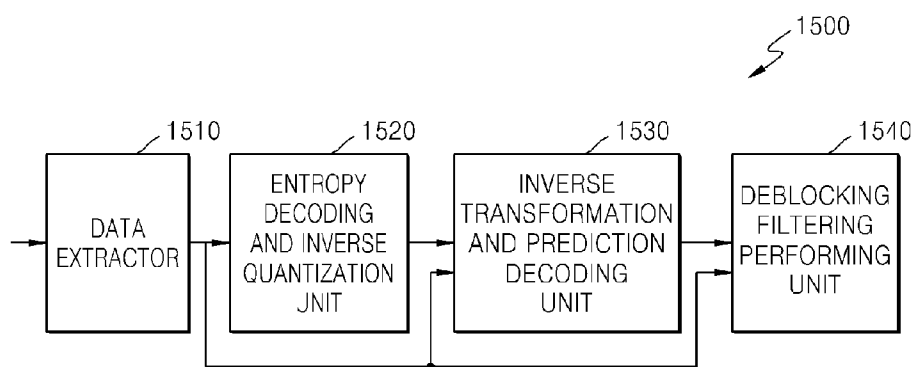 1500
1510
1520
1530
1540
DATA
EXTRACTOR
ENTROPY
DECODING
AND INVERSE
QUANTIZATION
JNIT
INVERSE
TRANSFORMATION
AND PREDICTION
DECODING
UNIT
DEBLOCKING
FILTERING
PERFORMING
UNIT